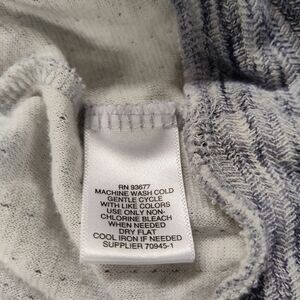 RN 93677
MACHINE WASH COLD
GENTLE CYCLE
WITH LIKE COLORS
USE ONLY NON-
CHLORINE BLEACH
WHEN NEEDED
DRY FLAT
COOL IRON IF NEEDED
SUPPLIER 70945-1